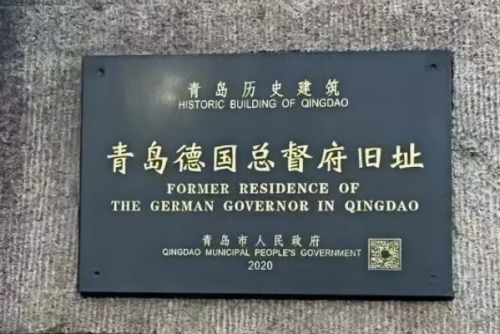 青岛历史建筑
HISTORIC BUILDING OF QINGDAO
青岛德国总督府旧址
FORMER RESIDENCE OF
THE GERMAN GOVERNOR IN QINGDAO
青岛市人民政府
QINGDAO MUNICIPAL PEOPLE'S GOVERNMENT
2020